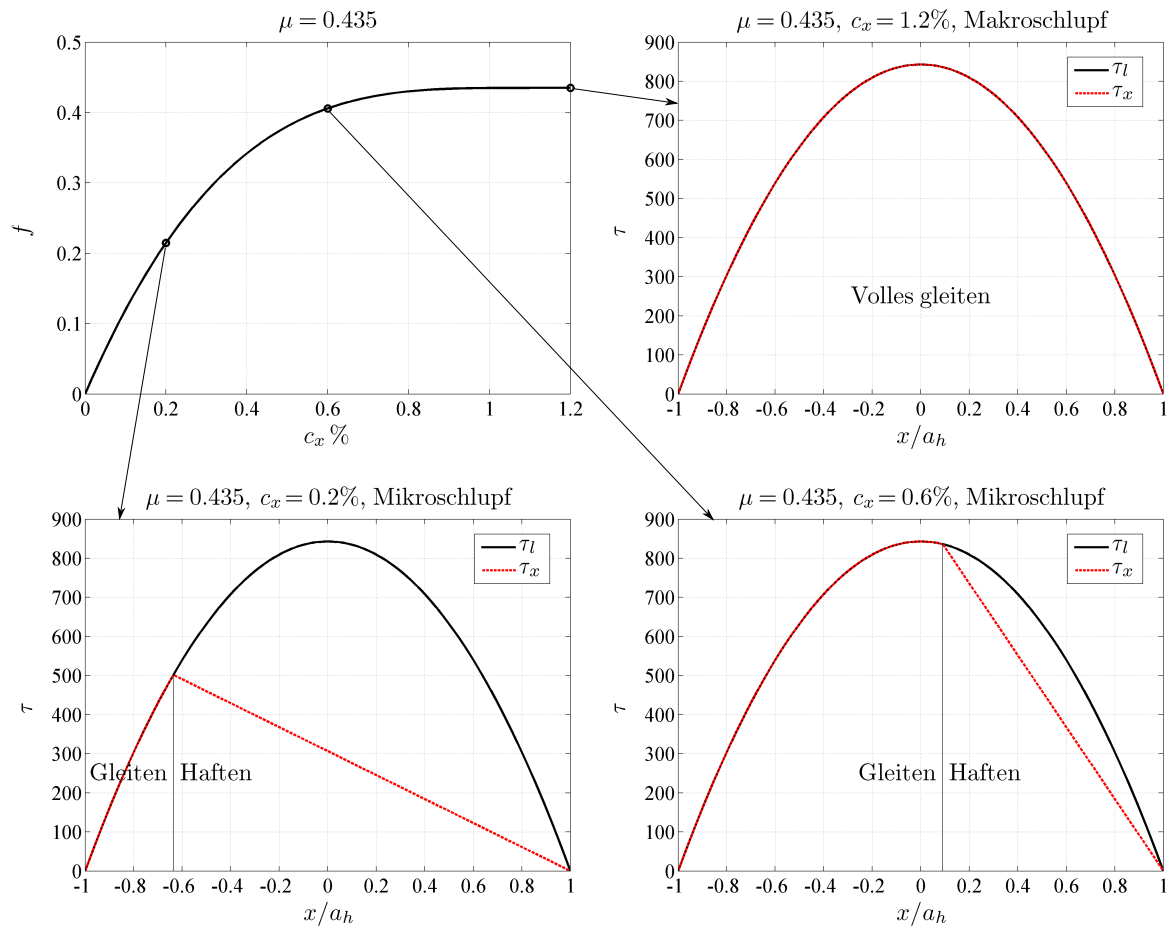 μ = 0.435
0.5
0.4
0.3
0.2
0.1
0
f
0 0.2 0.4 0.6 0.8 1 1.2
c_x %
μ = 0.435, c_x = 1.2%, Makroschlupf
900
800
700
600
500
400
300
200
100
0
τ
τ_l
τ_x
Volles gleiten
-1 -0.8 -0.6 -0.4 -0.2 0 0.2 0.4 0.6 0.8 1
x/a_h
μ = 0.435, c_x = 0.2%, Mikroschlupf
900
800
700
600
500
400
300
200
100
0
τ
τ_l
τ_x
Gleiten Haften
-1 -0.8 -0.6 -0.4 -0.2 0 0.2 0.4 0.6 0.8 1
x/a_h
μ = 0.435, c_x = 0.6%, Mikroschlupf
900
800
700
600
500
400
300
200
100
0
τ
τ_l
τ_x
Gleiten Haften
-1 -0.8 -0.6 -0.4 -0.2 0 0.2 0.4 0.6 0.8 1
x/a_h